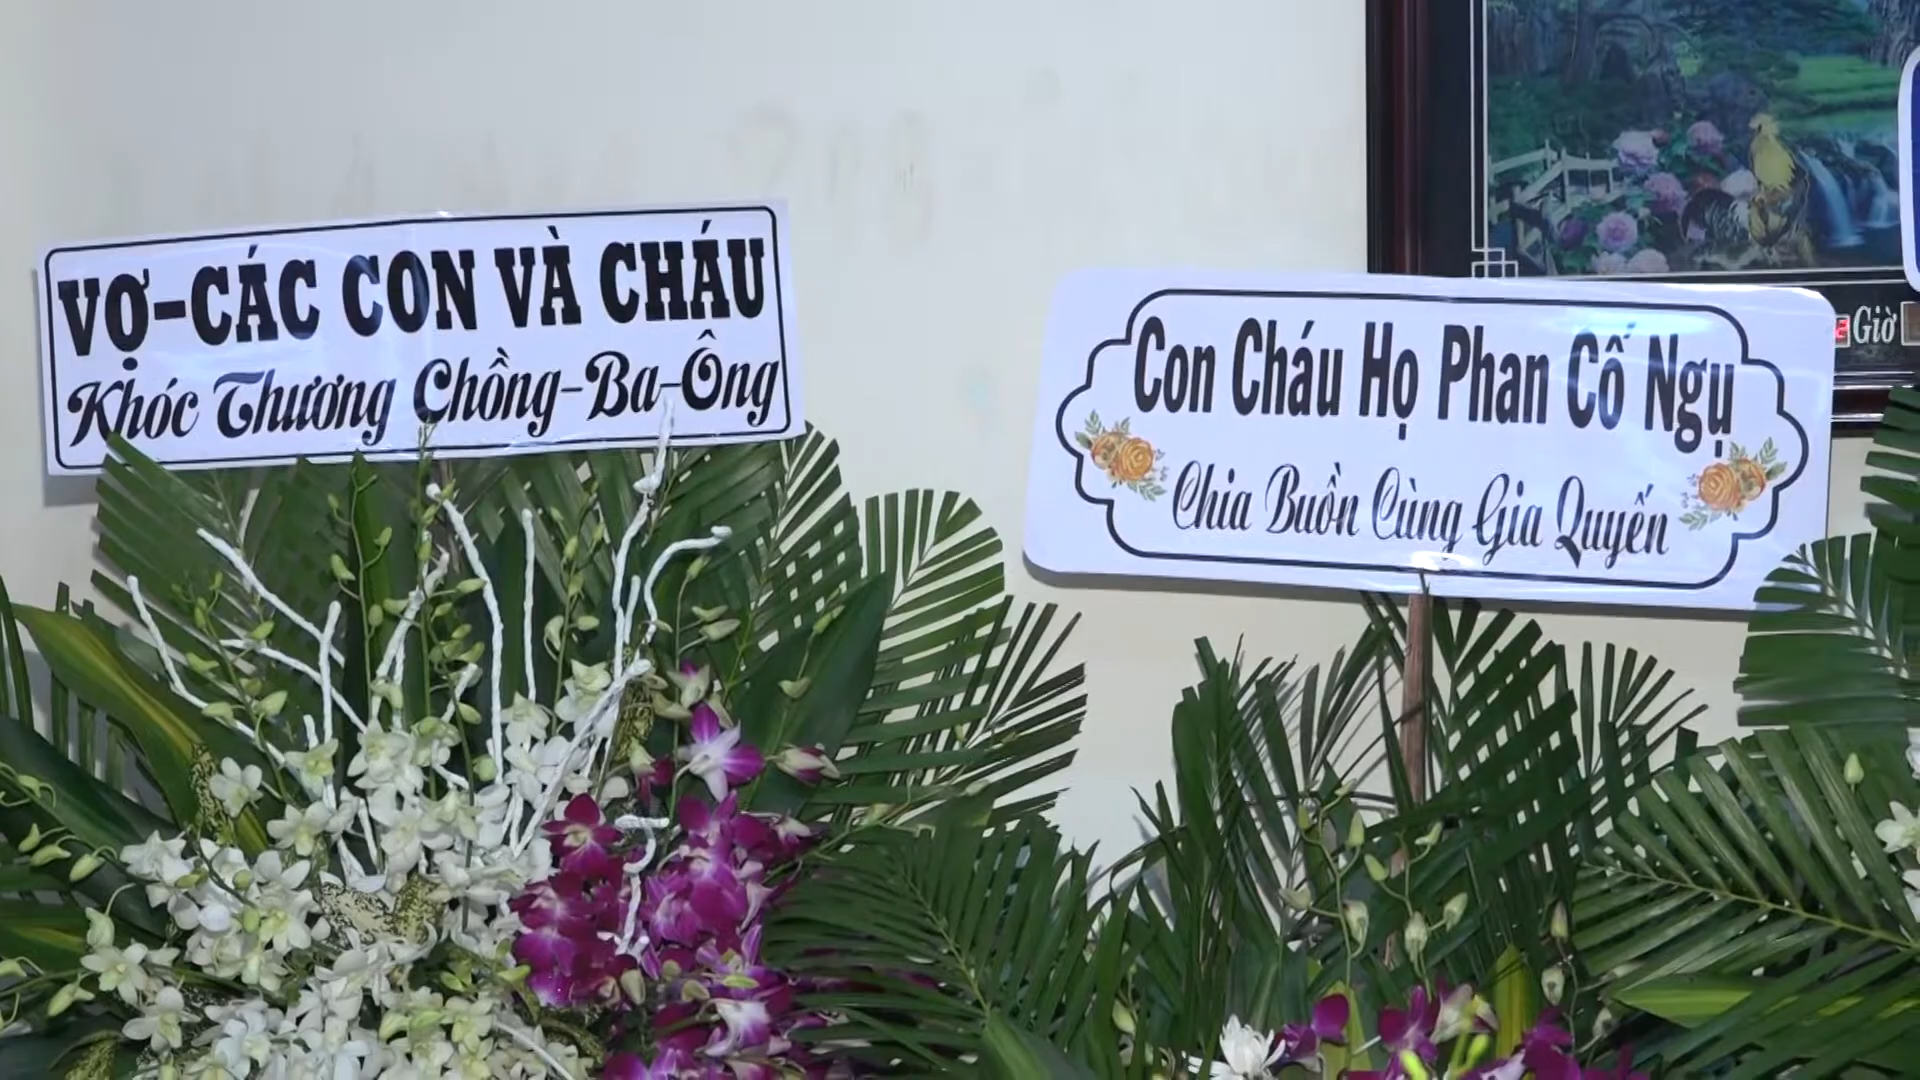 VỢ-CÁC CON VÀ CHÁU
Khóc Thương Chồng-Ba-Ông
Con Cháu Họ Phan Cố Ngụ
Chia Buồn Cùng Gia Quyến
Giờ